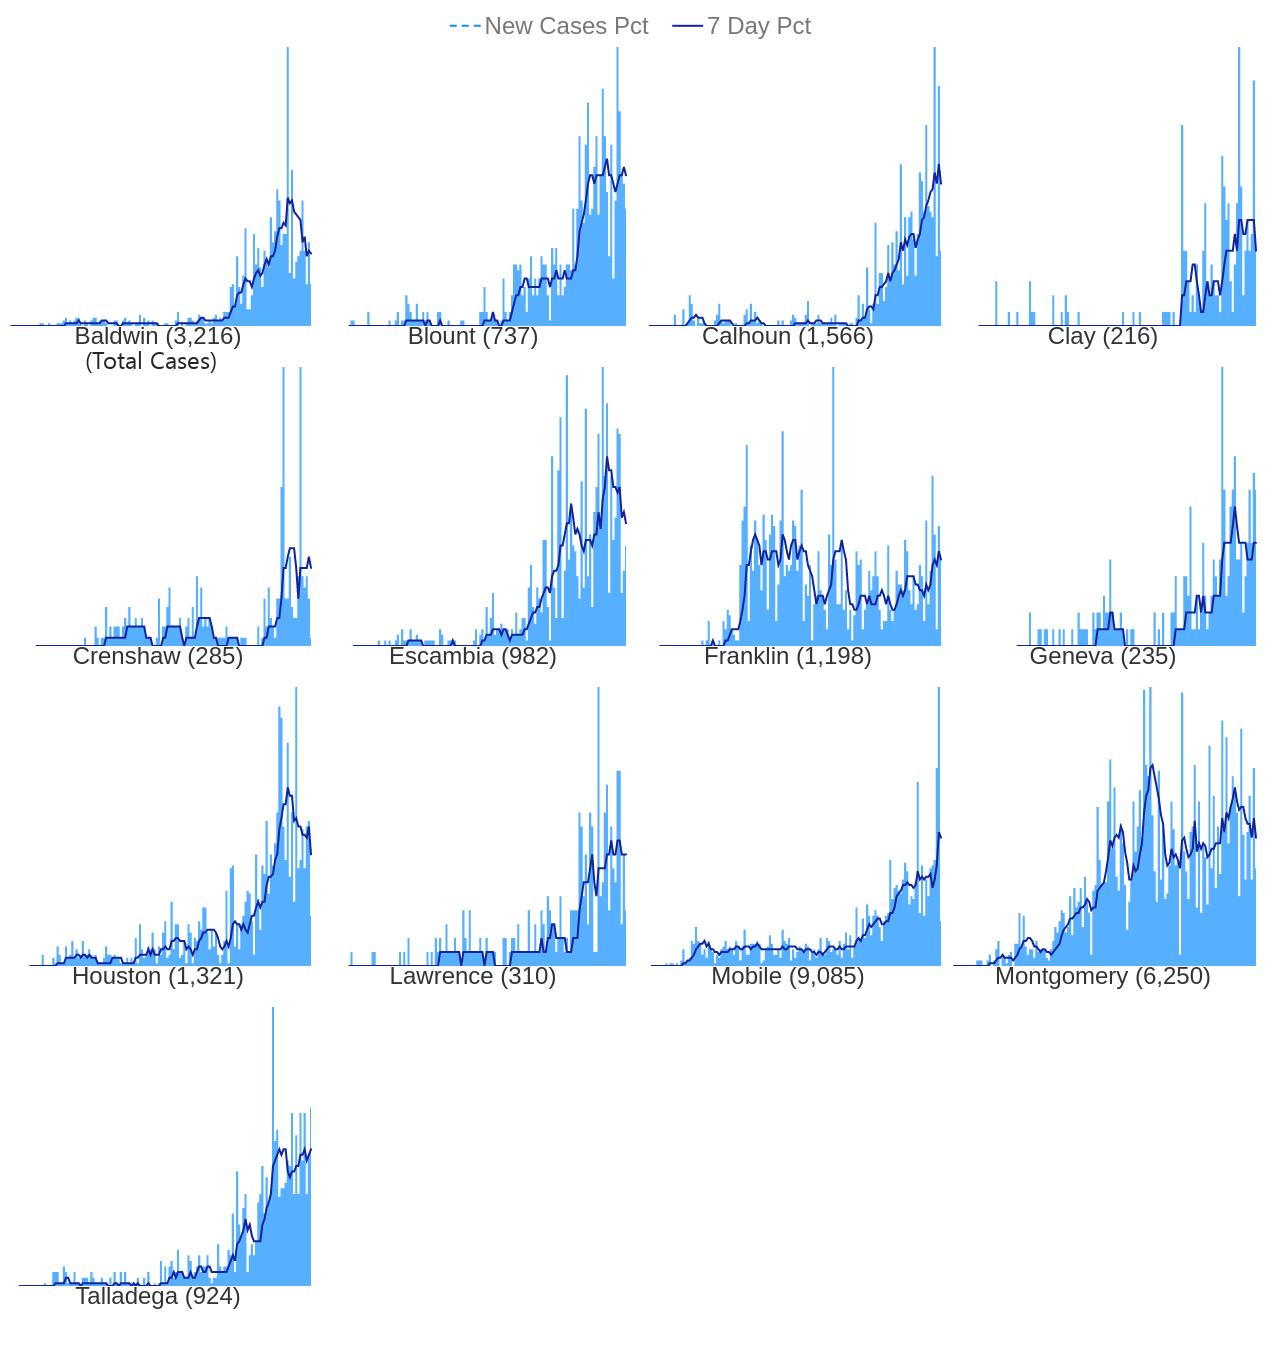 New Cases Pct 7 Day Pct
Baldwin (3,216) Blount (737) Calhoun (1,566) Clay (216)
(Total Cases)
Crenshaw (285) Escambia (982) Franklin (1,198) Geneva (235)
Houston (1,321) Lawrence (310) Mobile (9,085) Montgomery (6,250)
Talladega (924)